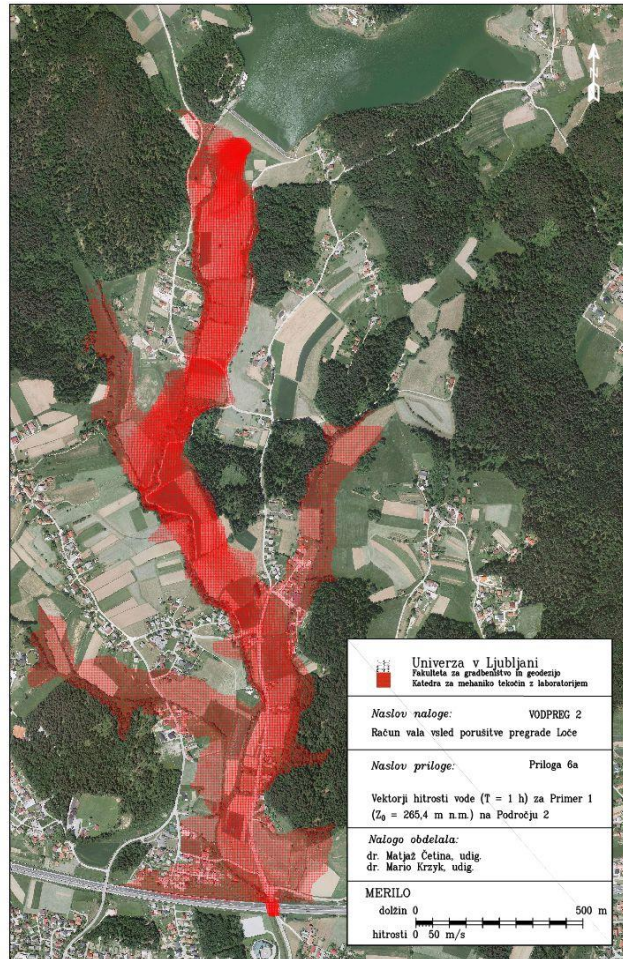 N
Univerza v Ljubljani
Fakulteta za gradbeništvo in geodezijo
Katedra za mehaniko tekočin z laboratorijem
Naslov naloge: VODPREG 2
Račun vala vsled porušitve pregrade Loče
Naslov priloge: Priloga 6a
Vektorji hitrosti vode (T = 1 h) za Primer 1
(Z₀ = 265,4 m n.m.) na Področju 2
Nalogo obdelala:
dr. Matjaž Četina, udig.
dr. Mario Krzyk, udig.
MERILO
dolžin 0 500 m
hitrosti 0 50 m/s